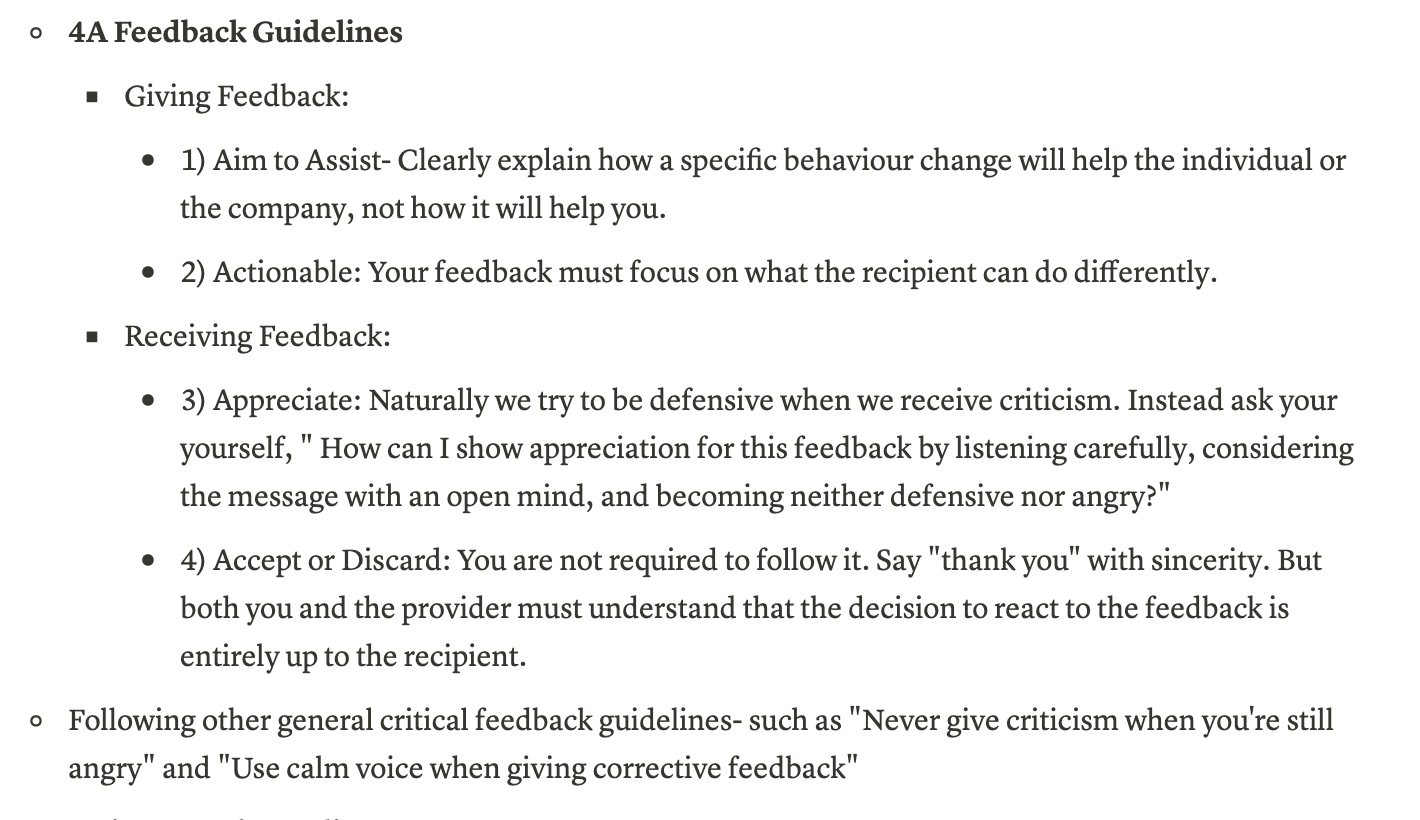 4A Feedback Guidelines
Giving Feedback:
1) Aim to Assist- Clearly explain how a specific behaviour change will help the individual or
the company, not how it will help you.
2) Actionable: Your feedback must focus on what the recipient can do differently.
Receiving Feedback:
3) Appreciate: Naturally we try to be defensive when we receive criticism. Instead ask your
yourself, " How can I show appreciation for this feedback by listening carefully, considering
the message with an open mind, and becoming neither defensive nor angry?"
4) Accept or Discard: You are not required to follow it. Say "thank you" with sincerity. But
both you and the provider must understand that the decision to react to the feedback is
entirely up to the recipient.
Following other general critical feedback guidelines- such as "Never give criticism when you're still
angry" and "Use calm voice when giving corrective feedback"